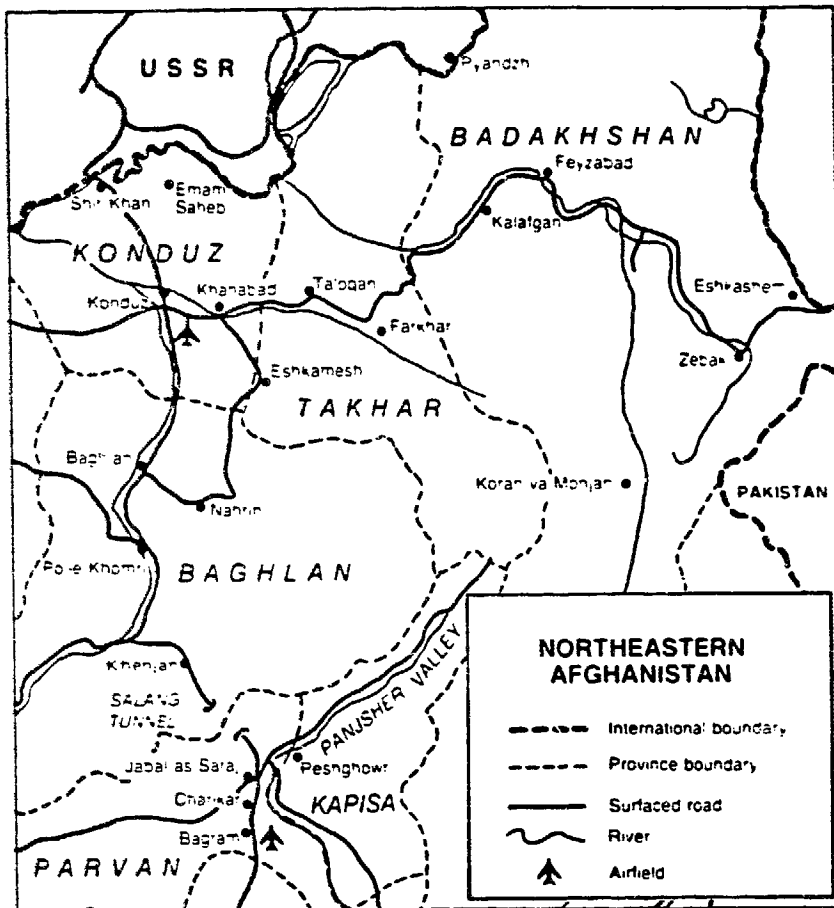 USSR
Pyandzh
BADAKHSHAN
Feyzabad
Shir Khan
Emam
Saheb
Kalafgan
KONDUZ
Konduz
Khanabad
Taloqan
Eshkashem
Farkhar
Zebak
Eshkamesh
TAKHAR
Baghlan
Koran va Monjan
PAKISTAN
Nahrin
Pol-e Khomri
BAGHLAN
Khenjan
SALANG
TUNNEL
PANJSHER VALLEY
Jabal as Saraj
Peshghowr
Charikar
KAPISA
Bagram
PARVAN
NORTHEASTERN
AFGHANISTAN
International boundary
Province boundary
Surfaced road
River
Airfield